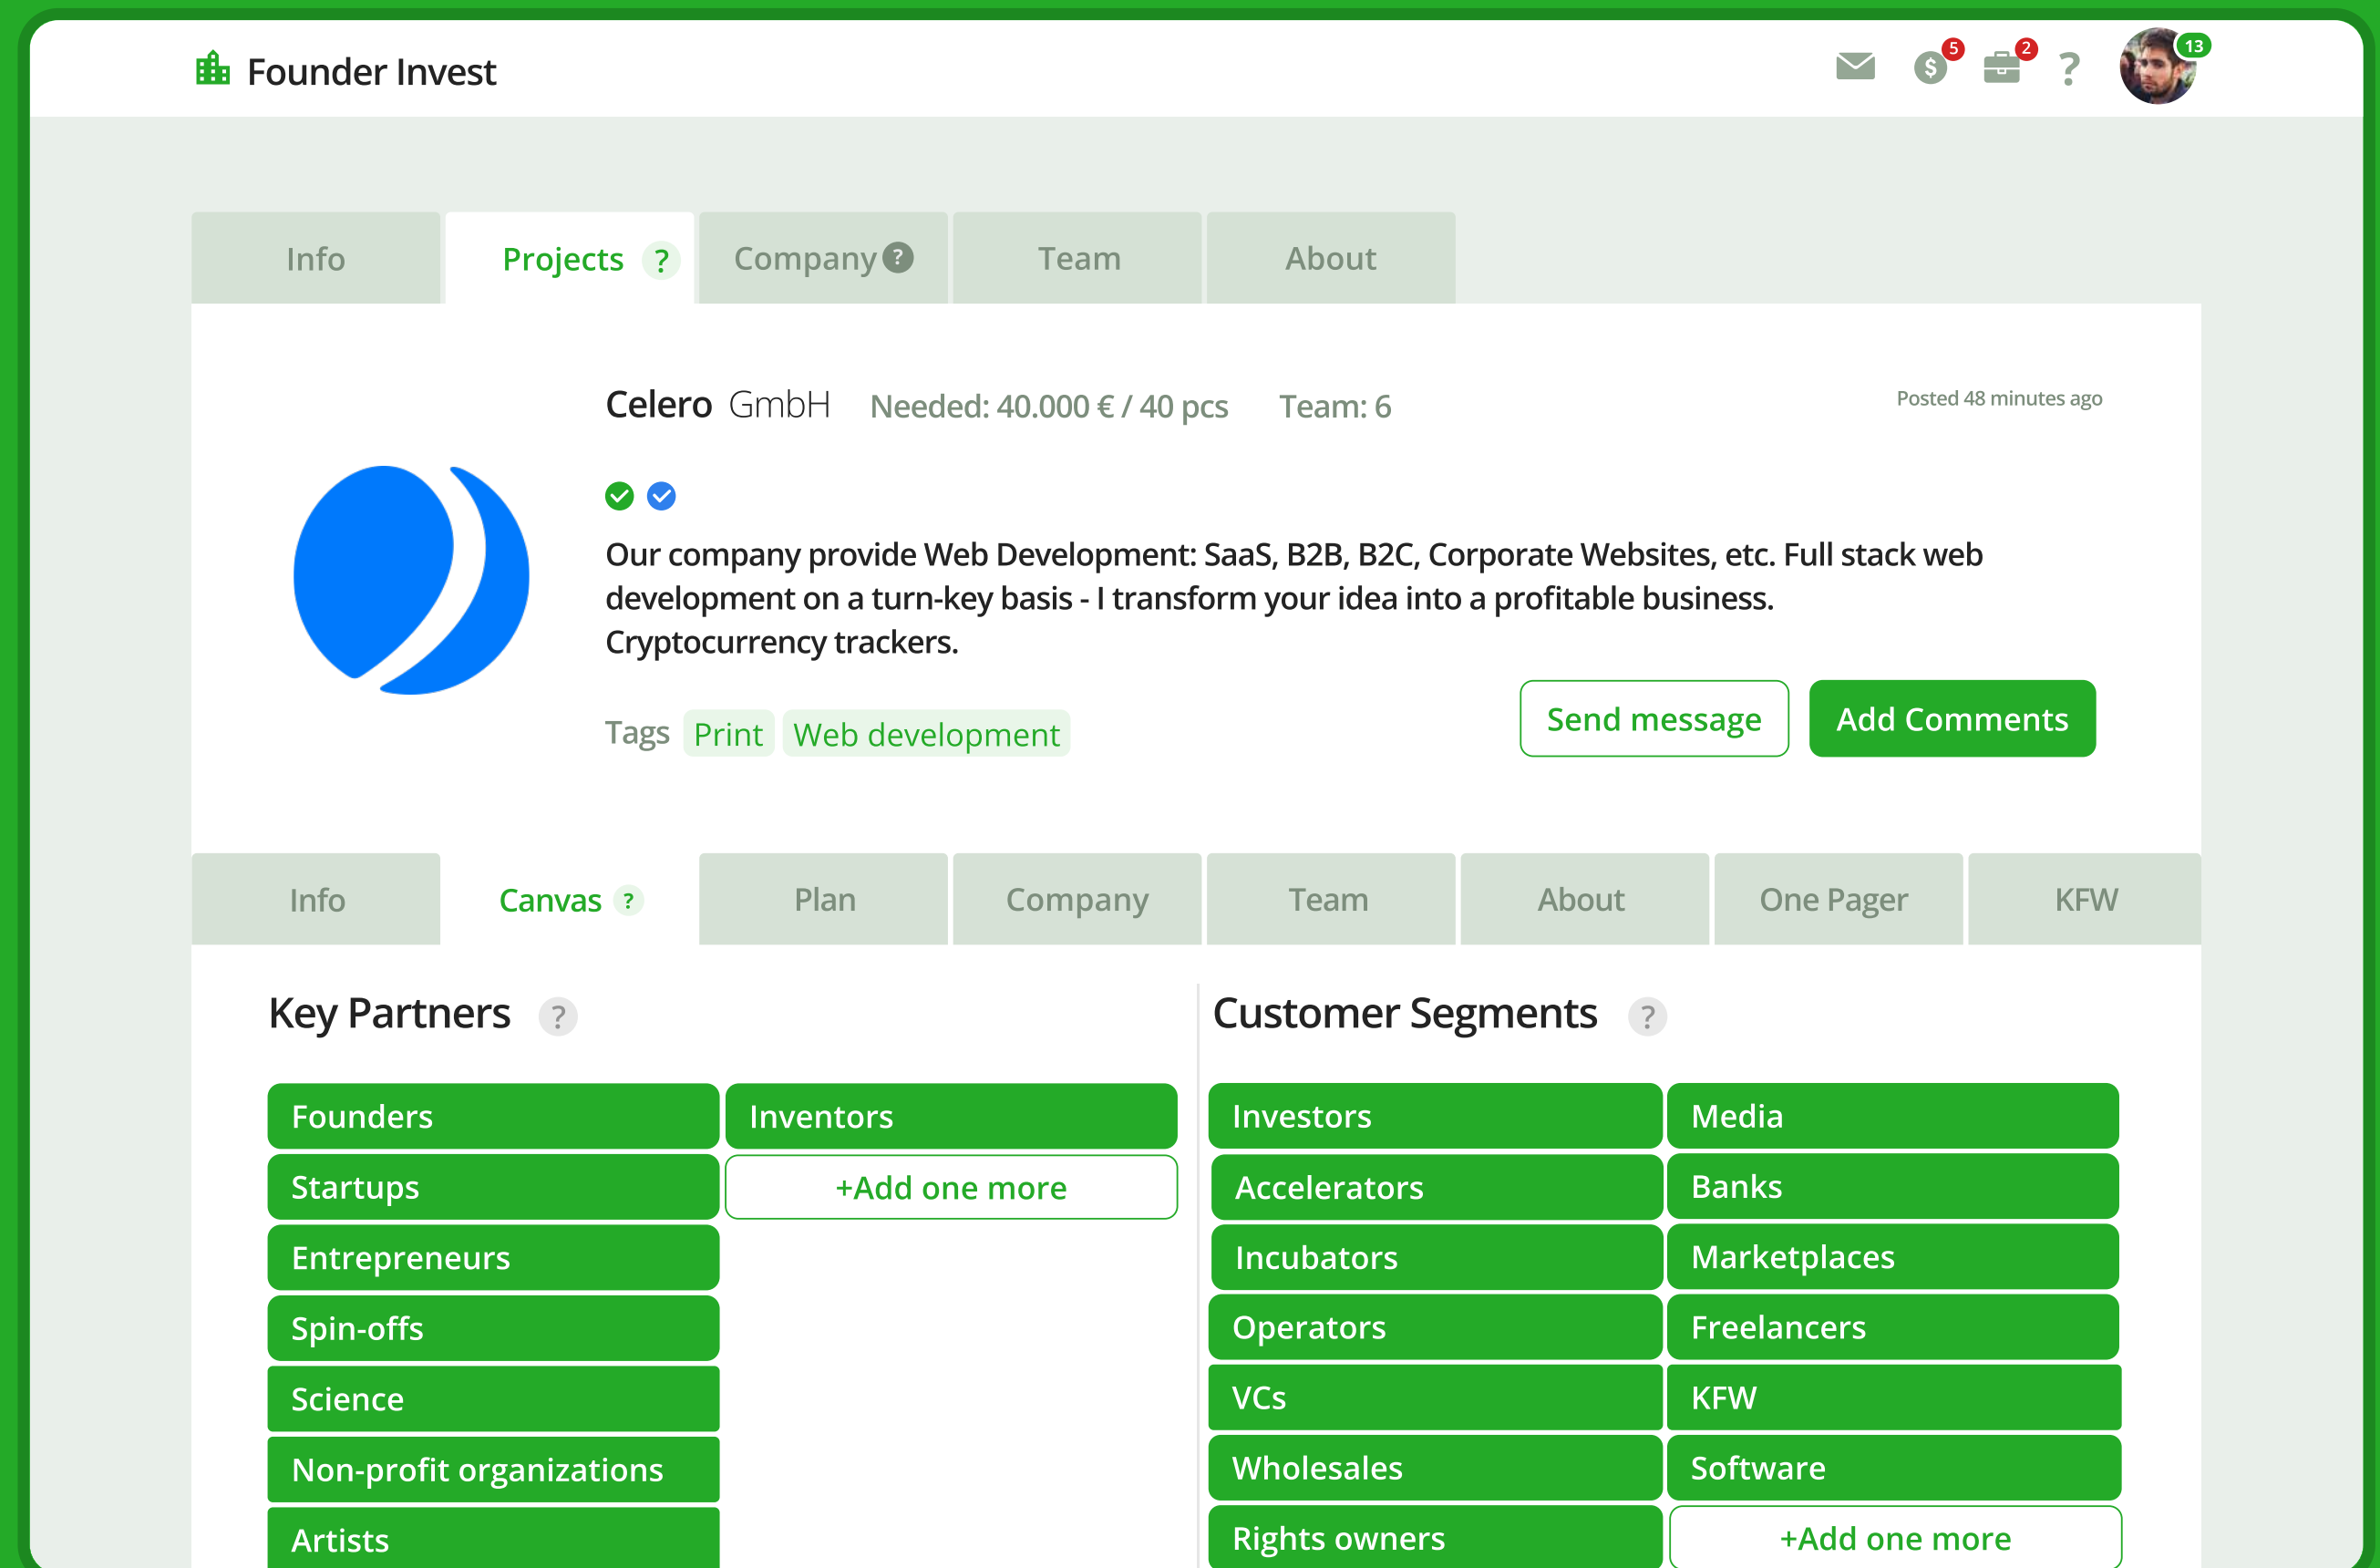 Founder Invest
5
2
?
13
Info
Projects ?
Company ?
Team
About
Celero GmbH Needed: 40.000 € / 40 pcs Team: 6
Posted 48 minutes ago
Our company provide Web Development: SaaS, B2B, B2C, Corporate Websites, etc. Full stack web
development on a turn-key basis - I transform your idea into a profitable business.
Cryptocurrency trackers.
Tags Print Web development
Send message
Add Comments
Info
Canvas ?
Plan
Company
Team
About
One Pager
KFW
Key Partners ?
Founders
Inventors
Startups
+Add one more
Entrepreneurs
Spin-offs
Science
Non-profit organizations
Artists
Customer Segments ?
Investors
Media
Accelerators
Banks
Incubators
Marketplaces
Operators
Freelancers
VCs
KFW
Wholesales
Software
Rights owners
+Add one more